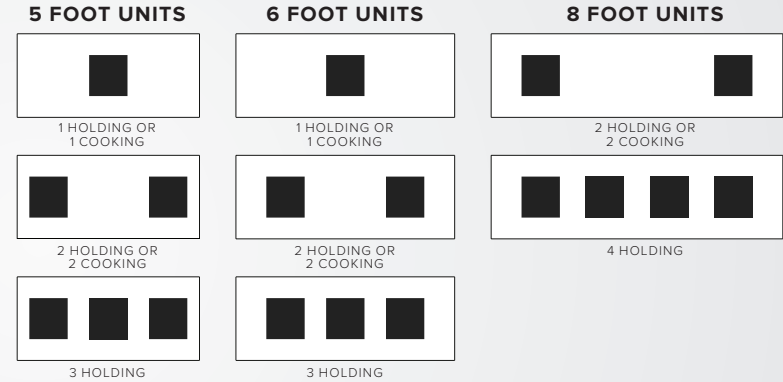 5 FOOT UNITS
1 HOLDING OR
1 COOKING
2 HOLDING OR
2 COOKING
3 HOLDING
6 FOOT UNITS
1 HOLDING OR
1 COOKING
2 HOLDING OR
2 COOKING
3 HOLDING
8 FOOT UNITS
2 HOLDING OR
2 COOKING
4 HOLDING